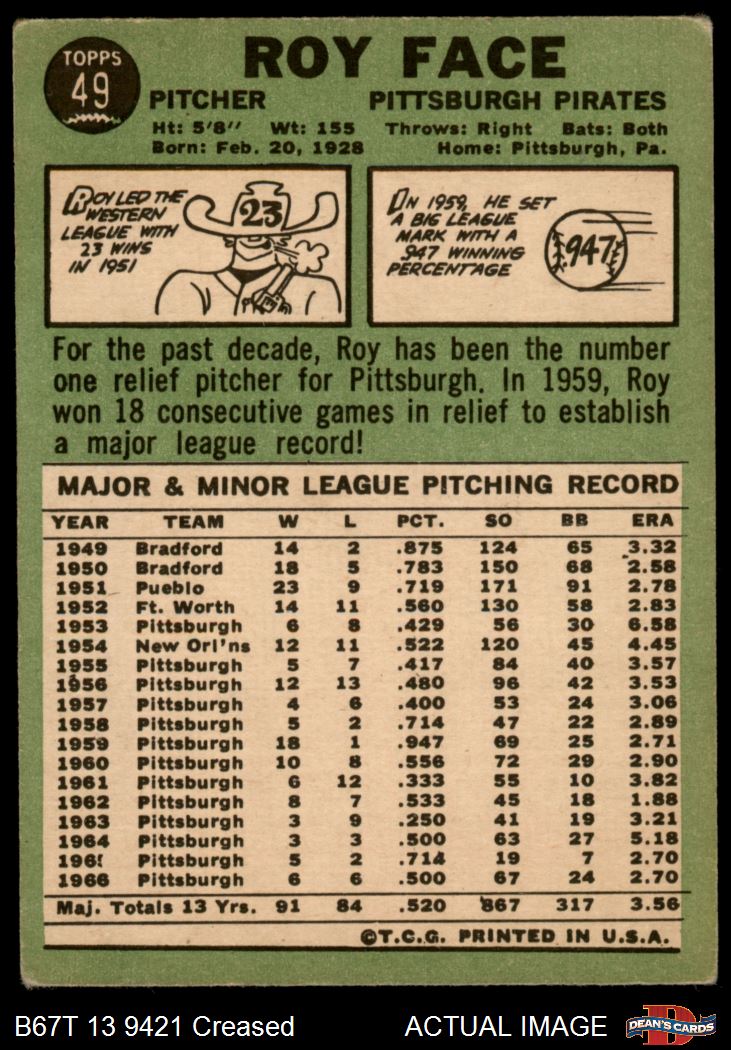 TOPPS
49
ROY FACE
PITCHER PITTSBURGH PIRATES
Ht: 5'8" Wt: 155 Throws: Right Bats: Both
Born: Feb. 20, 1928 Home: Pittsburgh, Pa.
ROY LED THE
WESTERN
LEAGUE WITH
23 WINS
IN 1951
23
IN 1959, HE SET
A BIG LEAGUE
MARK WITH A
.947 WINNING
PERCENTAGE
.947
For the past decade, Roy has been the number
one relief pitcher for Pittsburgh. In 1959, Roy
won 18 consecutive games in relief to establish
a major league record!
MAJOR & MINOR LEAGUE PITCHING RECORD
YEAR TEAM W L PCT. SO BB ERA
1949 Bradford 14 2 .875 124 65 3.32
1950 Bradford 18 5 .783 150 68 2.58
1951 Pueblo 23 9 .719 171 91 2.78
1952 Ft. Worth 14 11 .560 130 58 2.83
1953 Pittsburgh 6 8 .429 56 30 6.58
1954 New Orl'ns 12 11 .522 120 45 4.45
1955 Pittsburgh 5 7 .417 84 40 3.57
1956 Pittsburgh 12 13 .480 96 42 3.53
1957 Pittsburgh 4 6 .400 53 24 3.06
1958 Pittsburgh 5 2 .714 47 22 2.89
1959 Pittsburgh 18 1 .947 69 25 2.71
1960 Pittsburgh 10 8 .556 72 29 2.90
1961 Pittsburgh 6 12 .333 55 10 3.82
1962 Pittsburgh 8 7 .533 45 18 1.88
1963 Pittsburgh 3 9 .250 41 19 3.21
1964 Pittsburgh 3 3 .500 63 27 5.18
1965 Pittsburgh 5 2 .714 19 7 2.70
1966 Pittsburgh 6 6 .500 67 24 2.70
Maj. Totals 13 Yrs. 91 84 .520 867 317 3.56
©T.C.G. PRINTED IN U.S.A.
B67T 13 9421 Creased ACTUAL IMAGE
D
DEAN'S CARDS